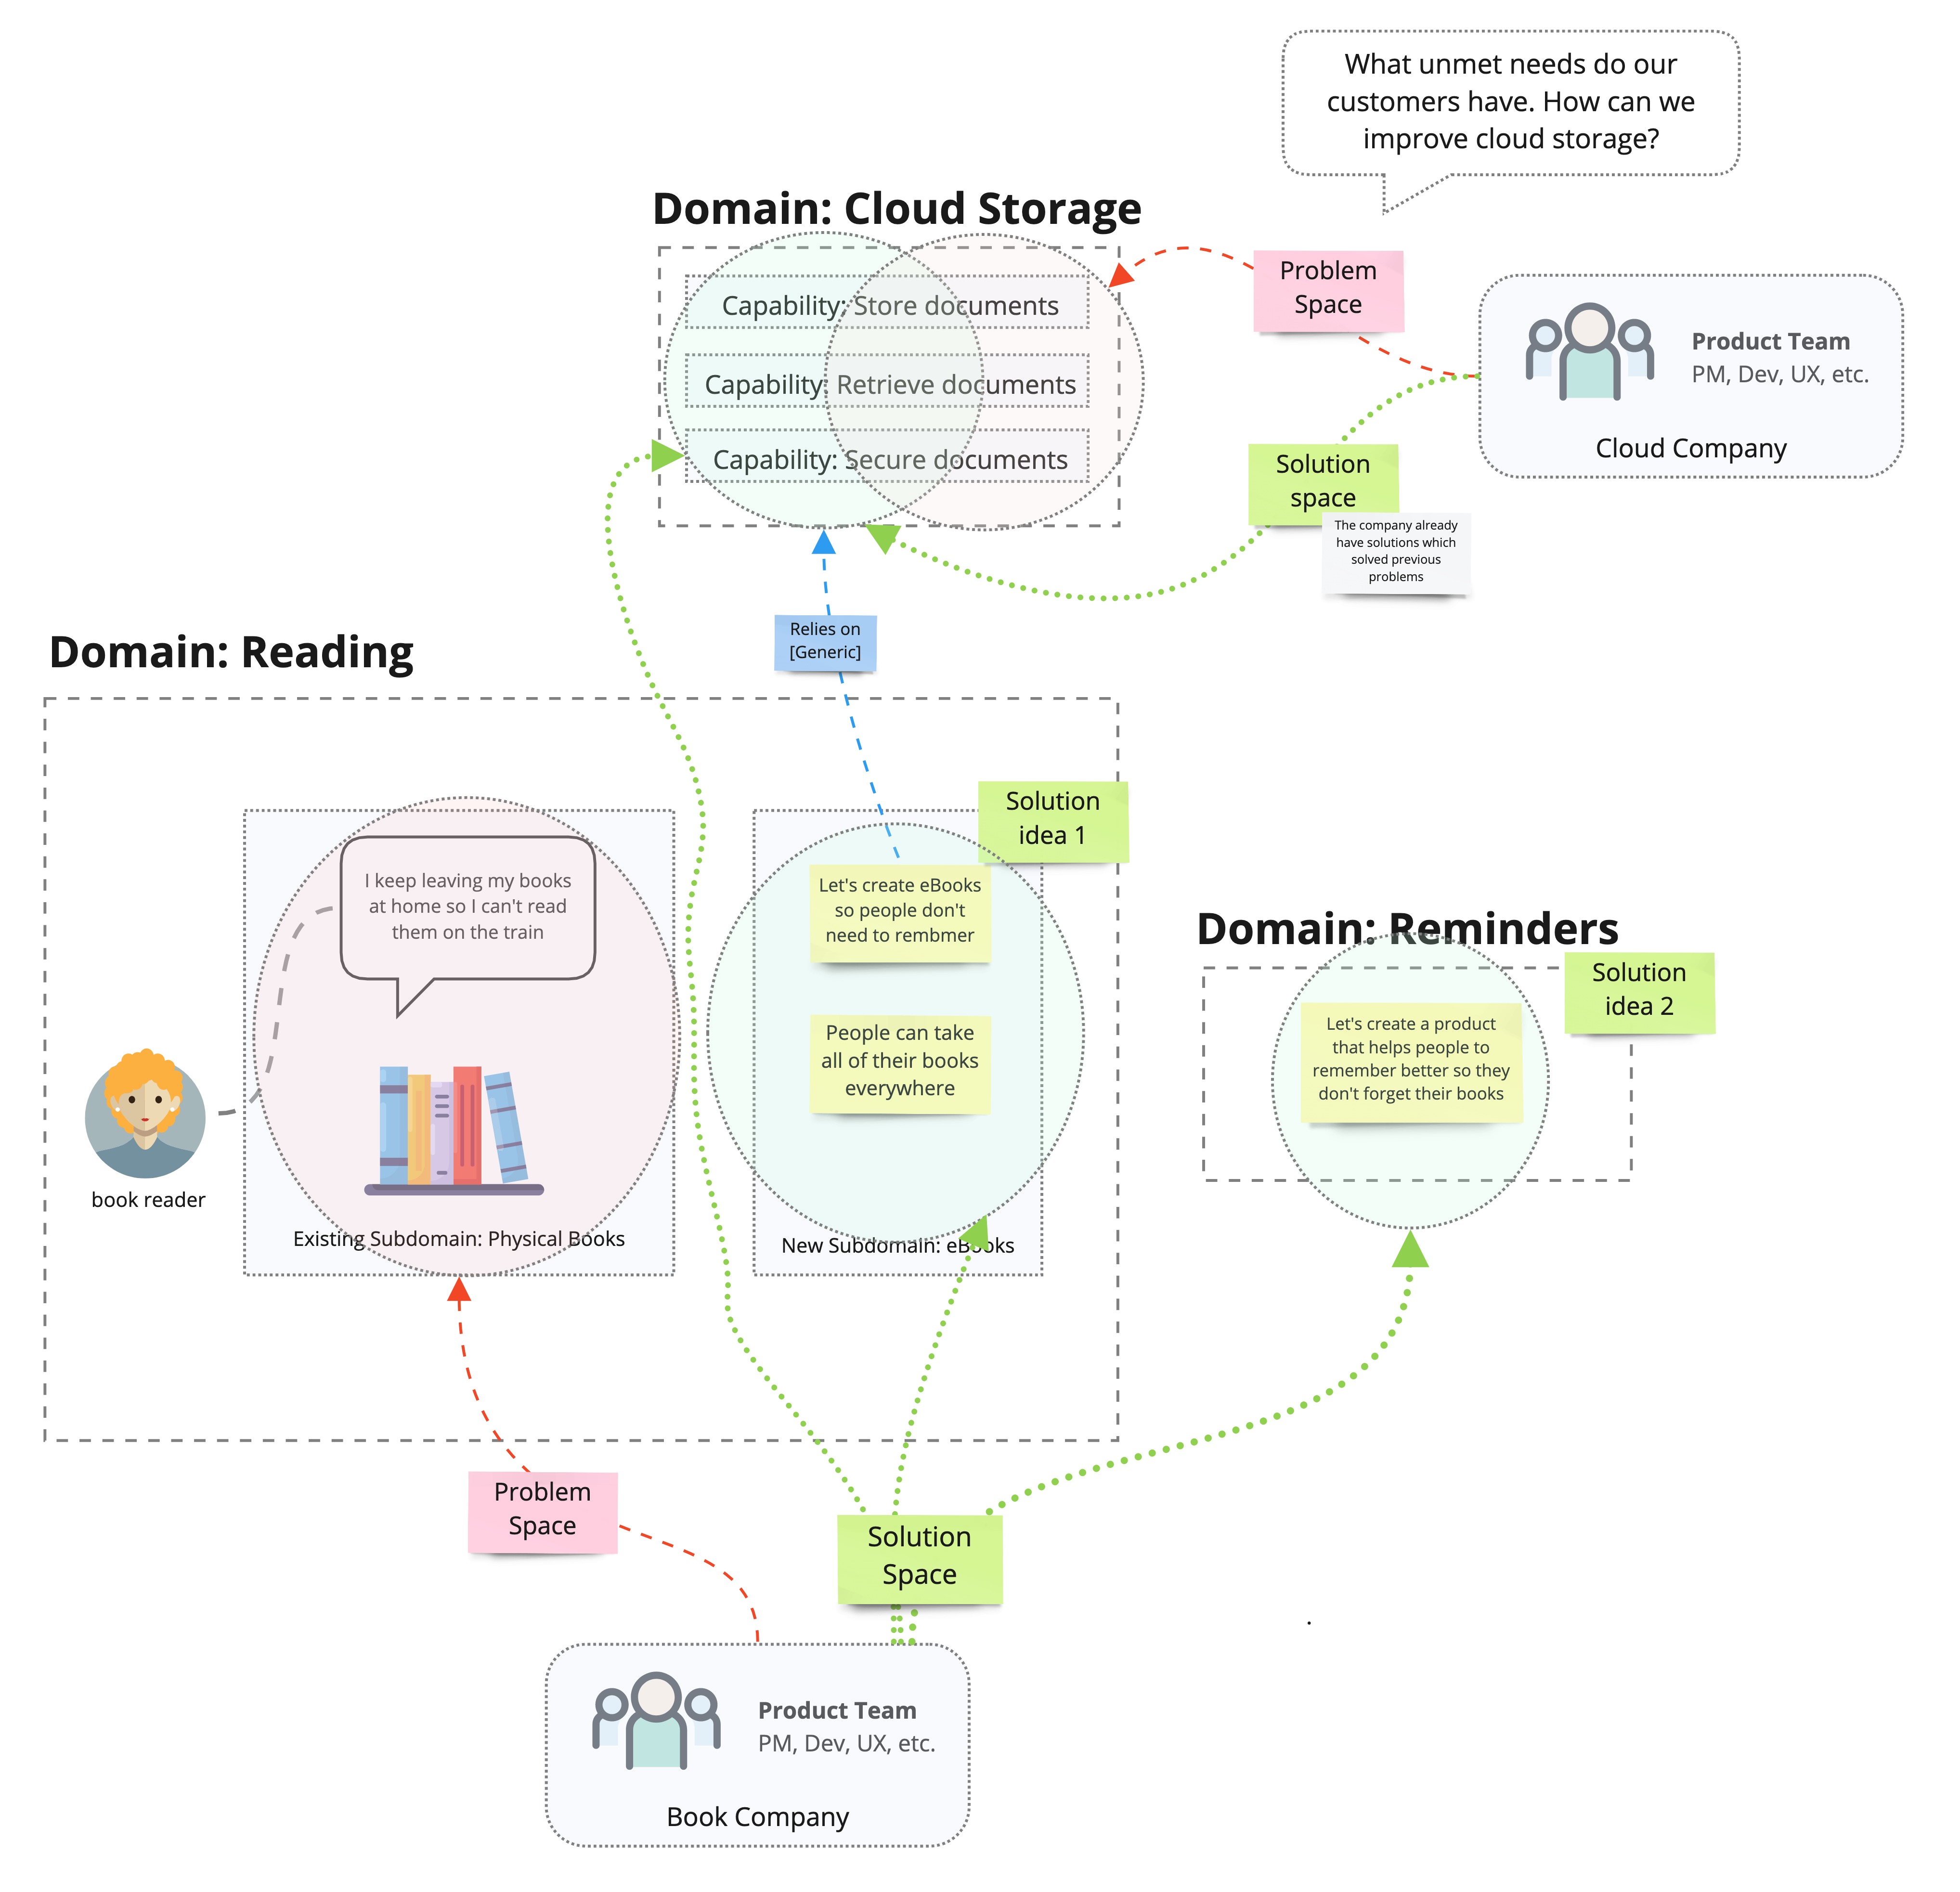 What unmet needs do our
customers have. How can we
improve cloud storage?
Domain: Cloud Storage
Capability: Store documents
Capability: Retrieve documents
Capability: Secure documents
Problem
Space
Product Team
PM, Dev, UX, etc.
Cloud Company
Solution
space
The company already
have solutions which
solved previous
problems
Relies on
[Generic]
Domain: Reading
I keep leaving my books
at home so I can't read
them on the train
book reader
Existing Subdomain: Physical Books
Solution
idea 1
Let's create eBooks
so people don't
need to rembmer
People can take
all of their books
everywhere
New Subdomain: eBooks
Domain: Reminders
Solution
idea 2
Let's create a product
that helps people to
remember better so they
don't forget their books
Problem
Space
Solution
Space
Product Team
PM, Dev, UX, etc.
Book Company